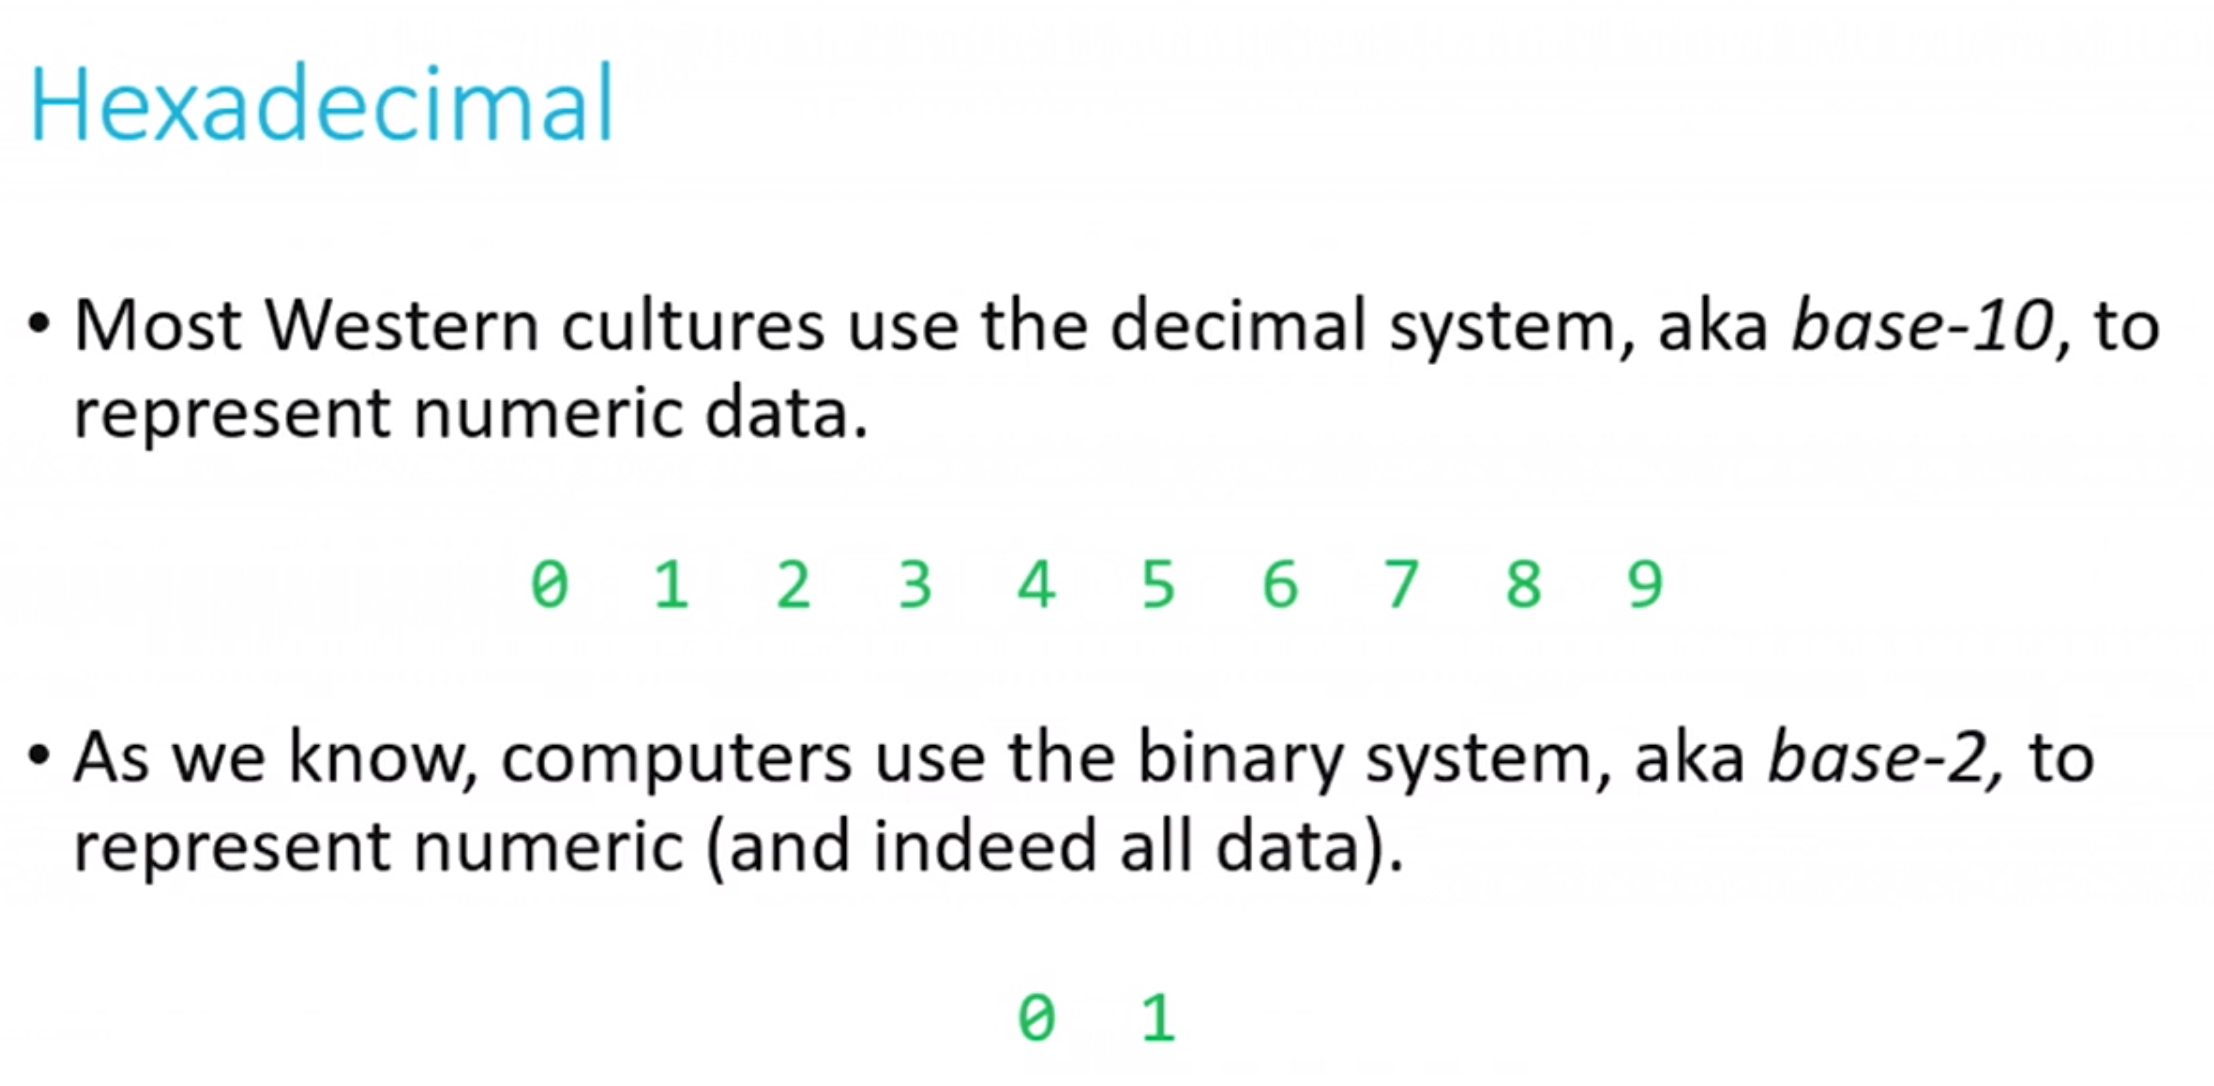 Hexadecimal
• Most Western cultures use the decimal system, aka base-10, to
represent numeric data.
0 1 2 3 4 5 6 7 8 9
• As we know, computers use the binary system, aka base-2, to
represent numeric (and indeed all data).
0 1